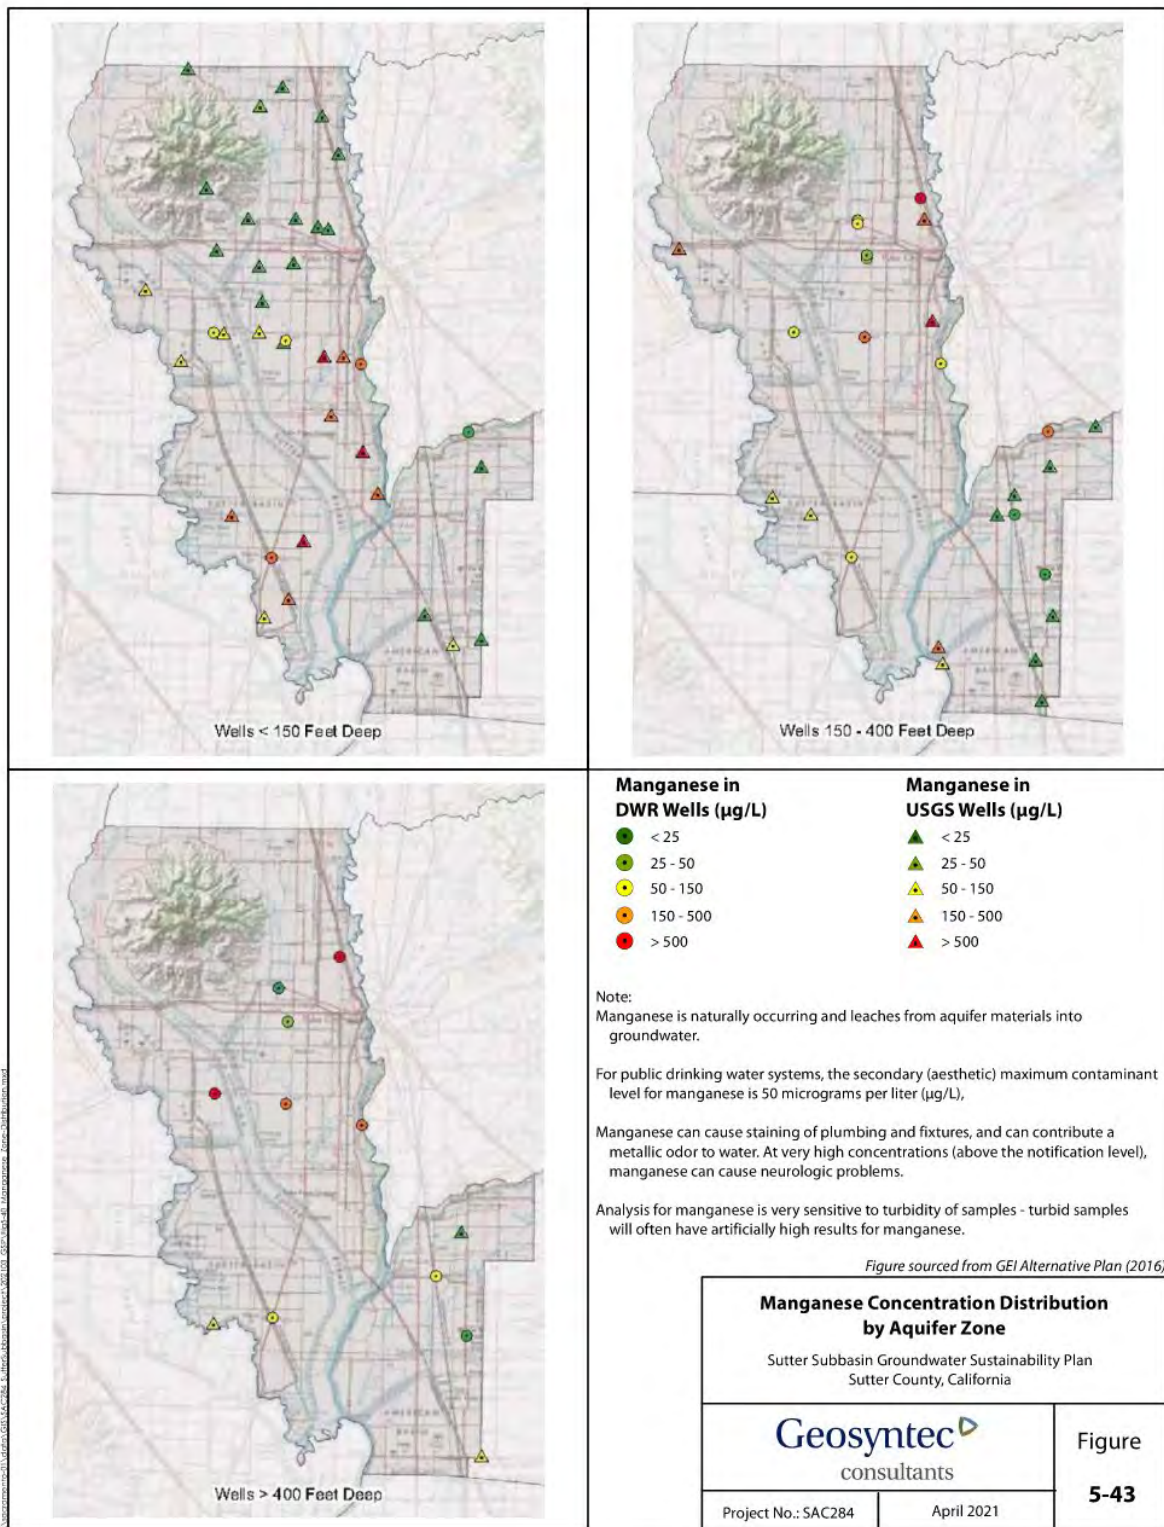 Wells < 150 Feet Deep
Wells 150 - 400 Feet Deep
Wells > 400 Feet Deep
Manganese in
DWR Wells (µg/L)
< 25
25 - 50
50 - 150
150 - 500
> 500
Manganese in
USGS Wells (µg/L)
< 25
25 - 50
50 - 150
150 - 500
> 500
Note:
Manganese is naturally occurring and leaches from aquifer materials into
groundwater.
For public drinking water systems, the secondary (aesthetic) maximum contaminant
level for manganese is 50 micrograms per liter (µg/L),
Manganese can cause staining of plumbing and fixtures, and can contribute a
metallic odor to water. At very high concentrations (above the notification level),
manganese can cause neurologic problems.
Analysis for manganese is very sensitive to turbidity of samples - turbid samples
will often have artificially high results for manganese.
Figure sourced from GEI Alternative Plan (2016)
Manganese Concentration Distribution
by Aquifer Zone
Sutter Subbasin Groundwater Sustainability Plan
Sutter County, California
Geosyntec
consultants
Figure
5-43
Project No.: SAC284
April 2021